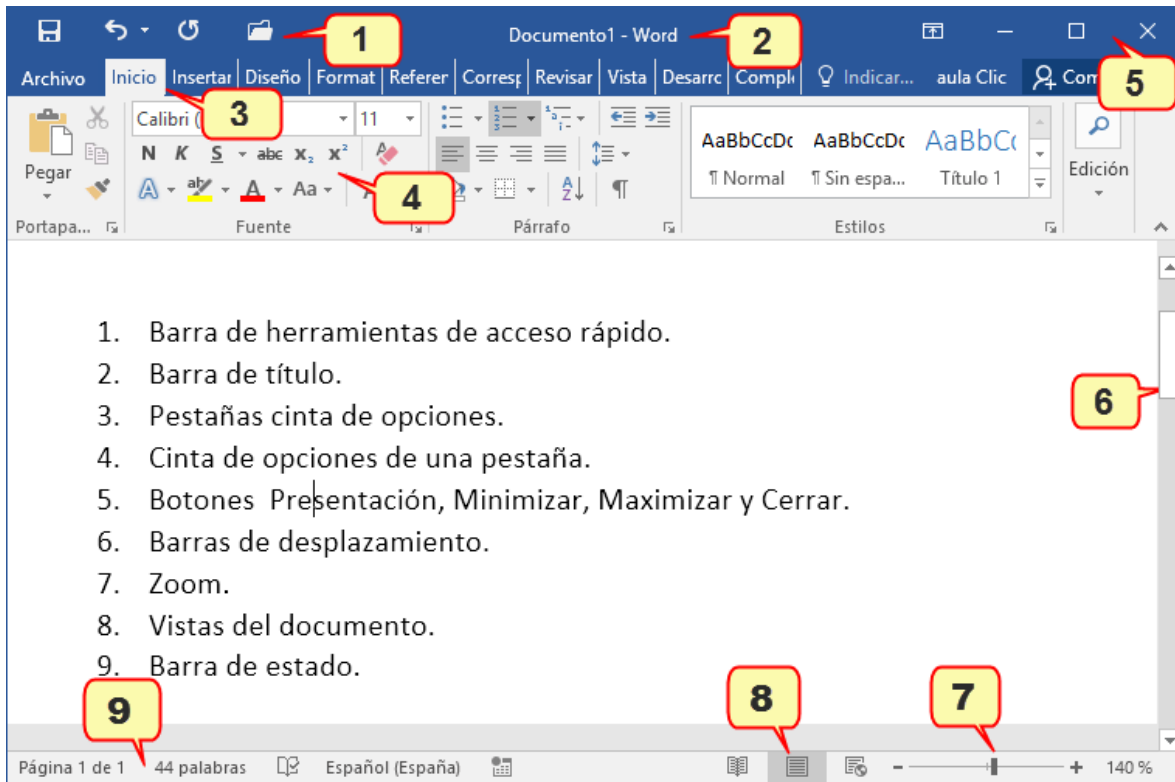 1
Documento1 - Word
2
5
Archivo Inicio Insertar Diseño Format Referer Corresp Revisar Vista Desarrc Comple Indicar... aula Clic Com
3
Calibri ( 11
N K S abc x₂ x²
A aby A Aa
4
Pegar
AaBbCcDc AaBbCcDc AaBbC
¶ Normal ¶ Sin espa... Título 1
Edición
Portapa... Fuente Párrafo Estilos
1. Barra de herramientas de acceso rápido.
2. Barra de título.
3. Pestañas cinta de opciones.
4. Cinta de opciones de una pestaña.
5. Botones  Presentación, Minimizar, Maximizar y Cerrar.
6. Barras de desplazamiento.
7. Zoom.
8. Vistas del documento.
9. Barra de estado.
6
9
8
7
Página 1 de 1 44 palabras Español (España) 140 %